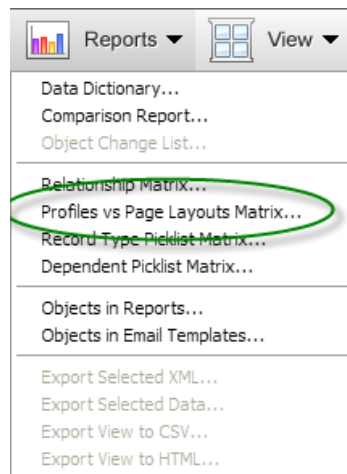 Reports View
Data Dictionary...
Comparison Report...
Object Change List...
Relationship Matrix...
Profiles vs Page Layouts Matrix...
Record Type Picklist Matrix...
Dependent Picklist Matrix...
Objects in Reports...
Objects in Email Templates...
Export Selected XML...
Export Selected Data...
Export View to CSV...
Export View to HTML...